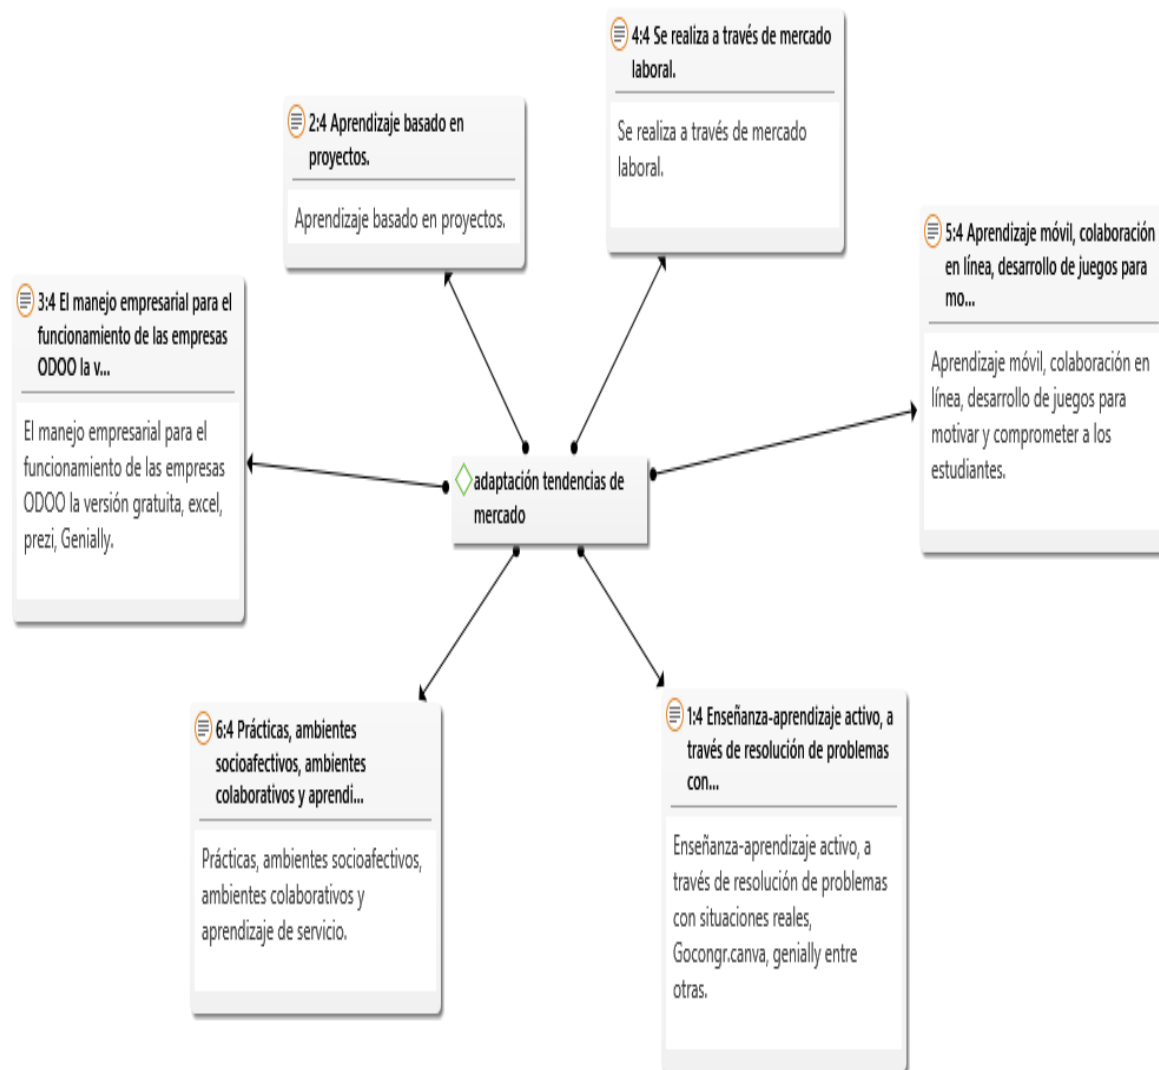 4:4 Se realiza a través de mercado
laboral.
Se realiza a través de mercado
laboral.
2:4 Aprendizaje basado en
proyectos.
Aprendizaje basado en proyectos.
5:4 Aprendizaje móvil, colaboración
en línea, desarrollo de juegos para
mo...
Aprendizaje móvil, colaboración en
línea, desarrollo de juegos para
motivar y comprometer a los
estudiantes.
3:4 El manejo empresarial para el
funcionamiento de las empresas
ODOO la v...
El manejo empresarial para el
funcionamiento de las empresas
ODOO la versión gratuita, excel,
prezi, Genially.
adaptación tendencias de
mercado
6:4 Prácticas, ambientes
socioafectivos, ambientes
colaborativos y aprendi...
Prácticas, ambientes socioafectivos,
ambientes colaborativos y
aprendizaje de servicio.
1:4 Enseñanza-aprendizaje activo, a
través de resolución de problemas
con...
Enseñanza-aprendizaje activo, a
través de resolución de problemas
con situaciones reales,
Gocongr.canva, genially entre
otras.